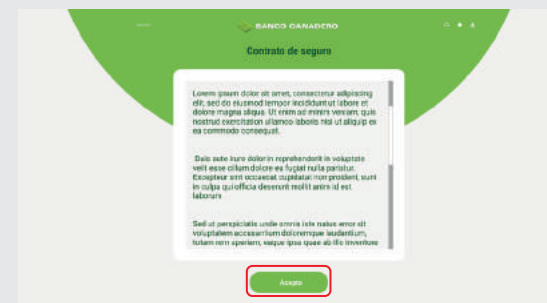 BANCO GANADERO
Contrato de seguro
Lorem ipsum dolor sit amet, consectetur adipiscing
elit, sed do eiusmod tempor incididunt ut labore et
dolore magna aliqua. Ut enim ad minim veniam, quis
nostrud exercitation ullamco laboris nisi ut aliquip ex
ea commodo consequat.
Duis aute irure dolor in reprehenderit in voluptate
velit esse cillum dolore eu fugiat nulla pariatur.
Excepteur sint occaecat cupidatat non proident, sunt
in culpa qui officia deserunt mollit anim id est
laborum
Sed ut perspiciatis unde omnis iste natus error sit
voluptatem accusantium doloremque laudantium,
totam rem aperiam, eaque ipsa quae ab illo inventore
Acepto